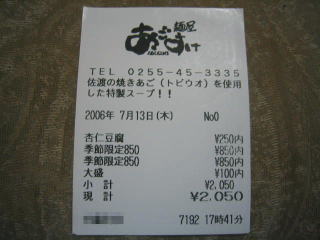 麺屋
あごすけ
TEL 0255-45-3335
佐渡の焼きあご(トビウオ)を使用
した特製スープ!!
2006年 7月13日(木) No0
杏仁豆腐 ¥250内
季節限定850 ¥850内
季節限定850 ¥850内
大盛 ¥100内
小 計 ¥2,050
現 計 ¥2,050
7192 17時41分